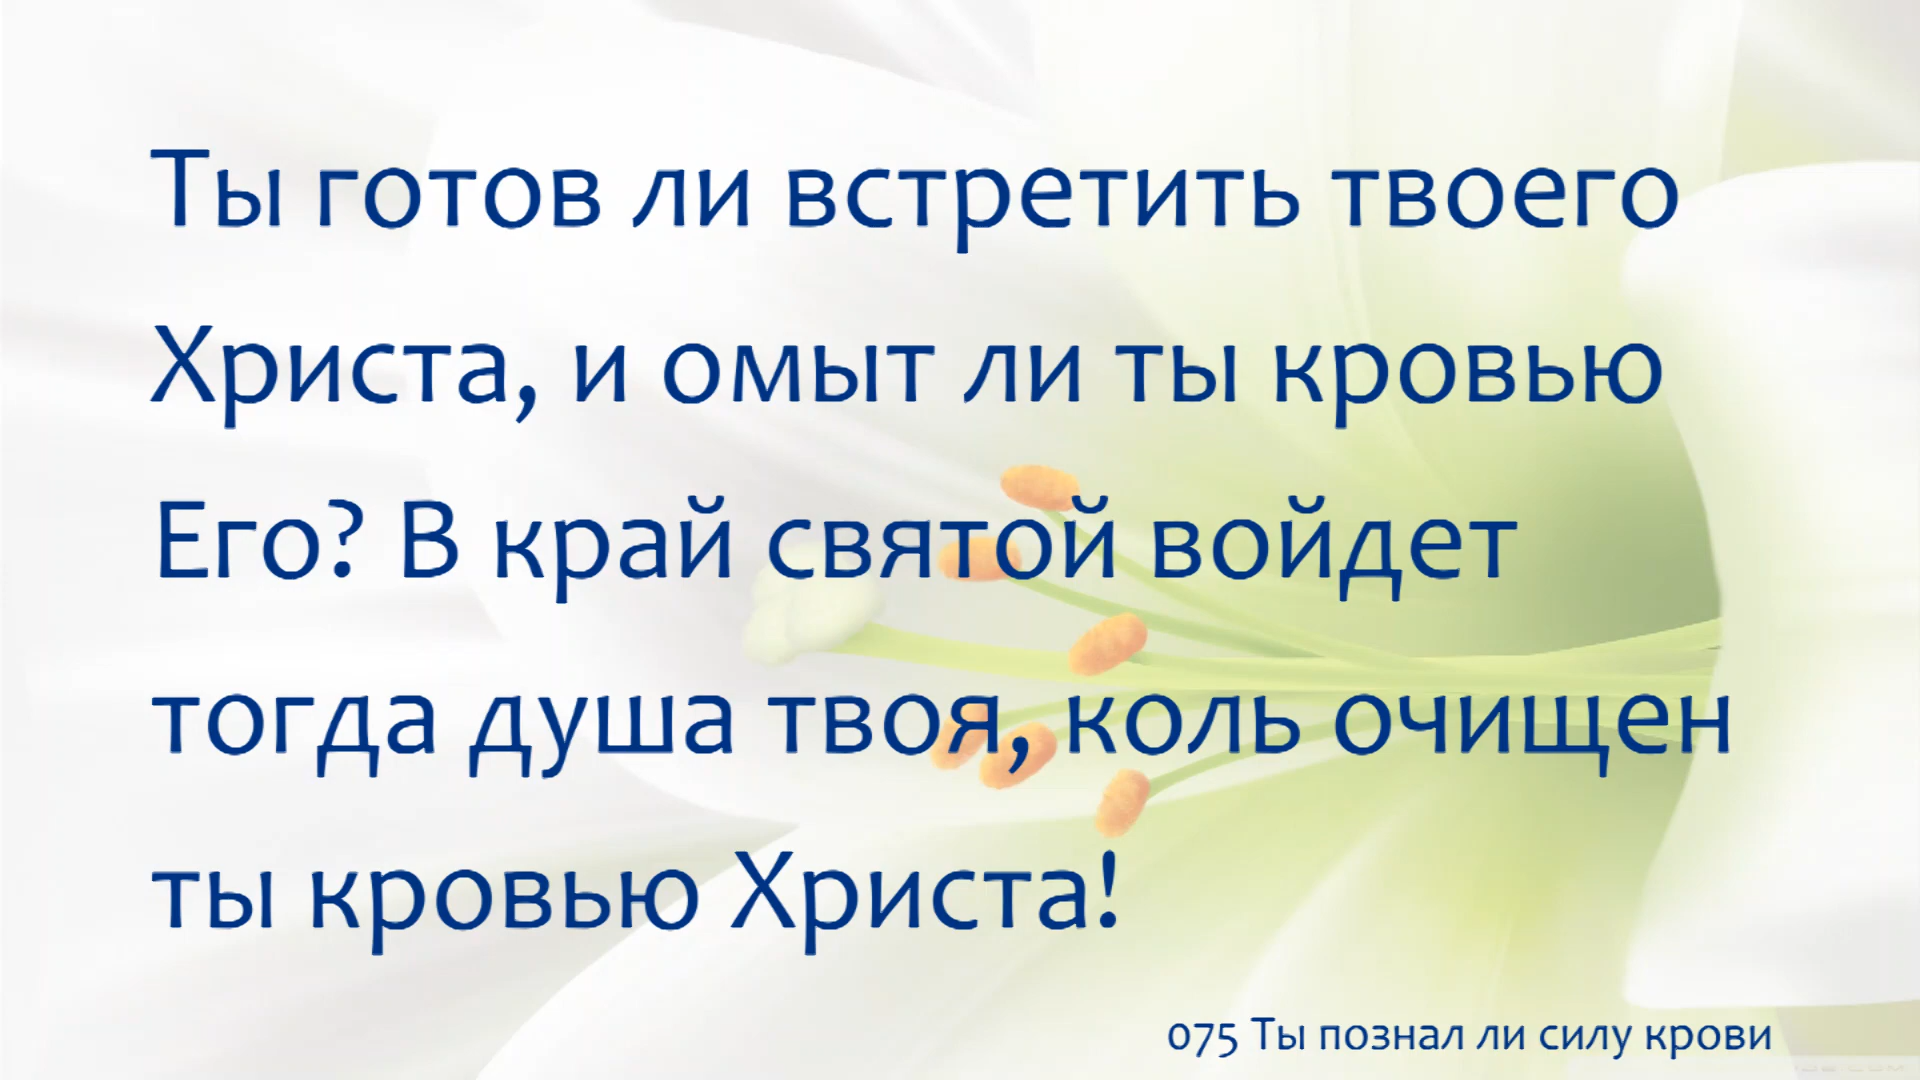 Ты готов ли встретить твоего
Христа, и омыт ли ты кровью
Его? В край святой войдет
тогда душа твоя, коль очищен
ты кровью Христа!
075 Ты познал ли силу крови